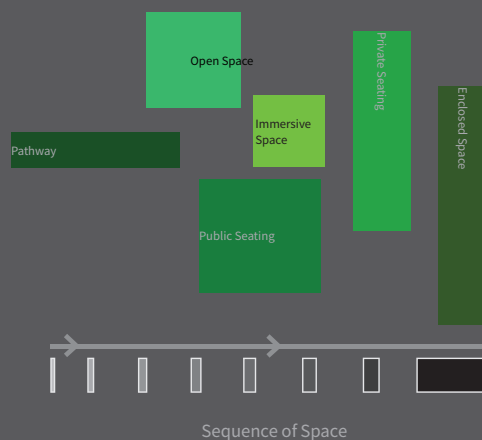 Open Space
Private Seating
Enclosed Space
Immersive
Space
Pathway
Public Seating
Sequence of Space